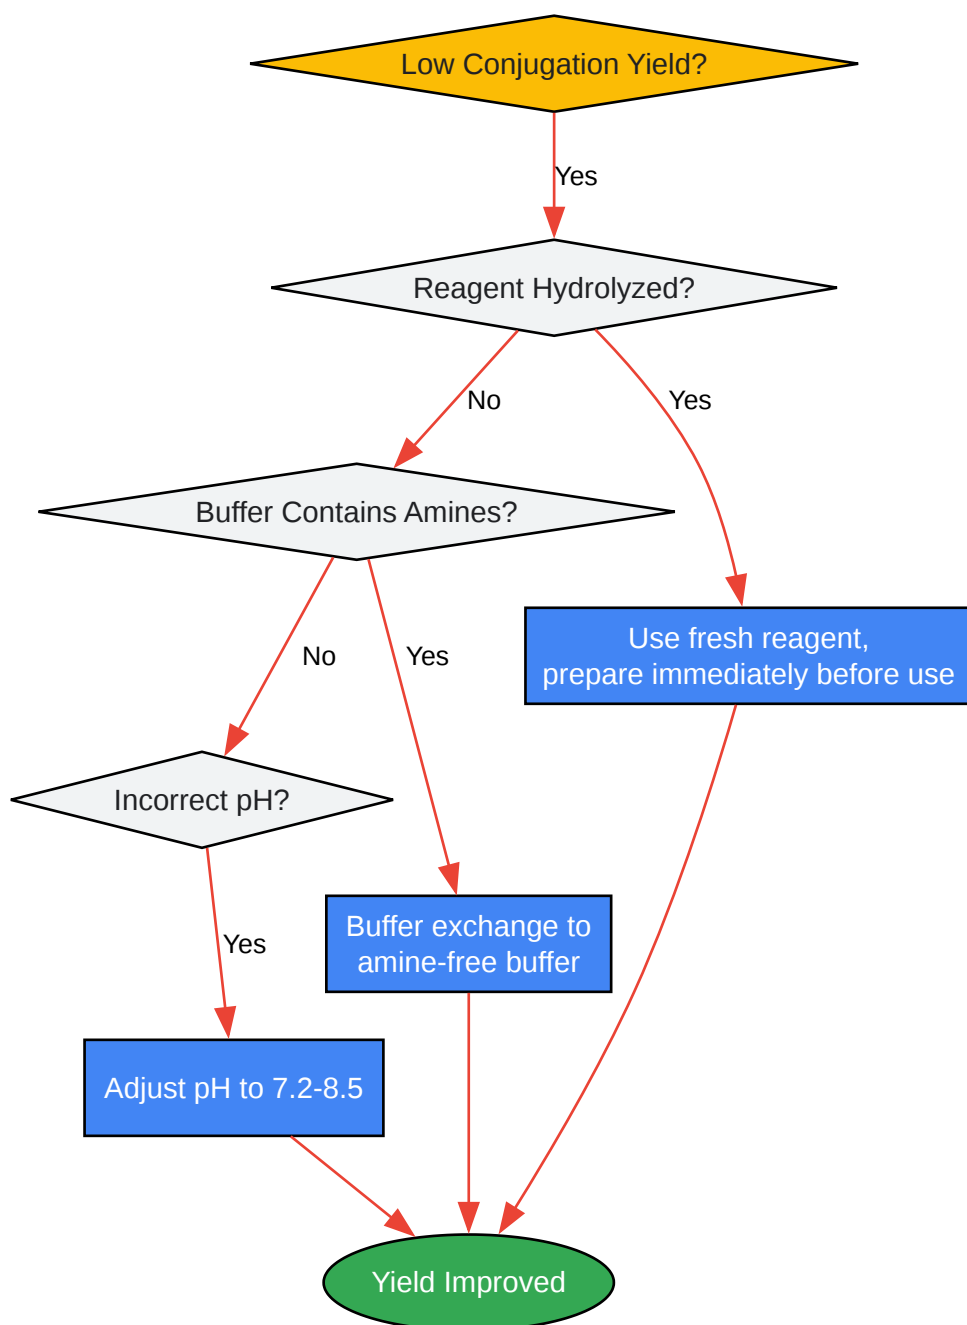 Low Conjugation Yield?
Yes
Reagent Hydrolyzed?
No
Yes
Buffer Contains Amines?
Use fresh reagent,
prepare immediately before use
No
Yes
Incorrect pH?
Buffer exchange to
amine-free buffer
Yes
Adjust pH to 7.2-8.5
Yield Improved